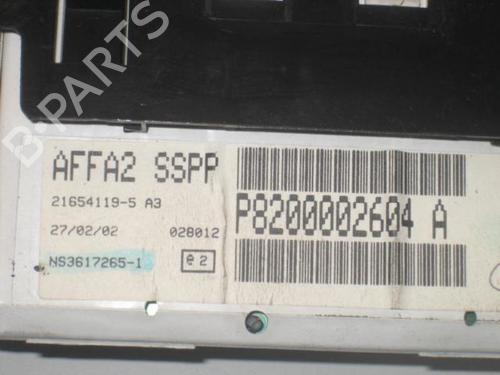 B-PARTS
AFFA2 SSPP
21654119-5 A3
27/02/02 028012
NS3617265-1 e2
P8200002604 A